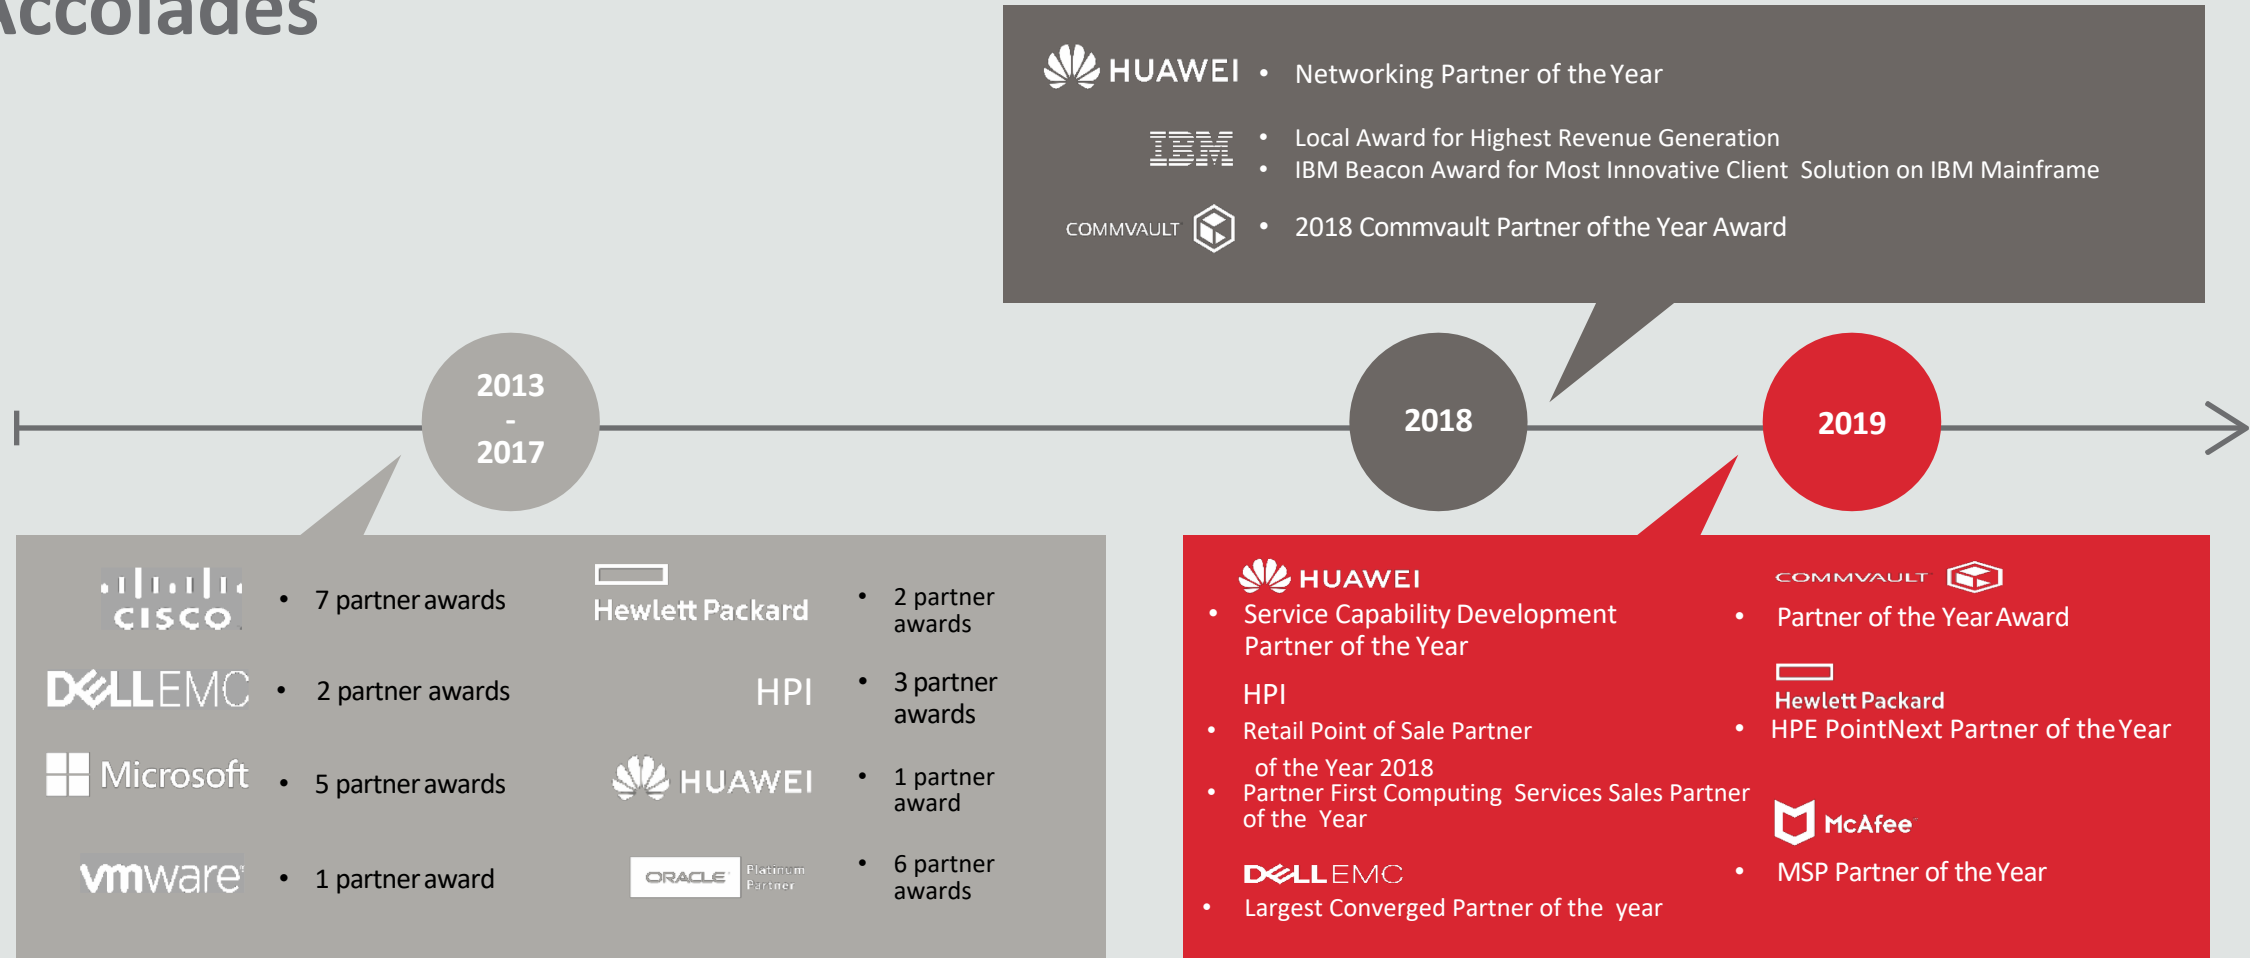 Accolades
HUAWEI • Networking Partner of the Year
IBM • Local Award for Highest Revenue Generation
• IBM Beacon Award for Most Innovative Client Solution on IBM Mainframe
COMMVAULT • 2018 Commvault Partner of the Year Award
2013
-
2017
2018
2019
CISCO • 7 partner awards
DELLEMC • 2 partner awards
Microsoft • 5 partner awards
vmware • 1 partner award
Hewlett Packard • 2 partner
awards
HPI • 3 partner
awards
HUAWEI • 1 partner
award
ORACLE Platinum
Partner • 6 partner
awards
HUAWEI
• Service Capability Development
Partner of the Year
HPI
• Retail Point of Sale Partner
of the Year 2018
• Partner First Computing Services Sales Partner
of the Year
DELLEMC
• Largest Converged Partner of the year
COMMVAULT
• Partner of the Year Award
Hewlett Packard
• HPE PointNext Partner of the Year
McAfee
• MSP Partner of the Year